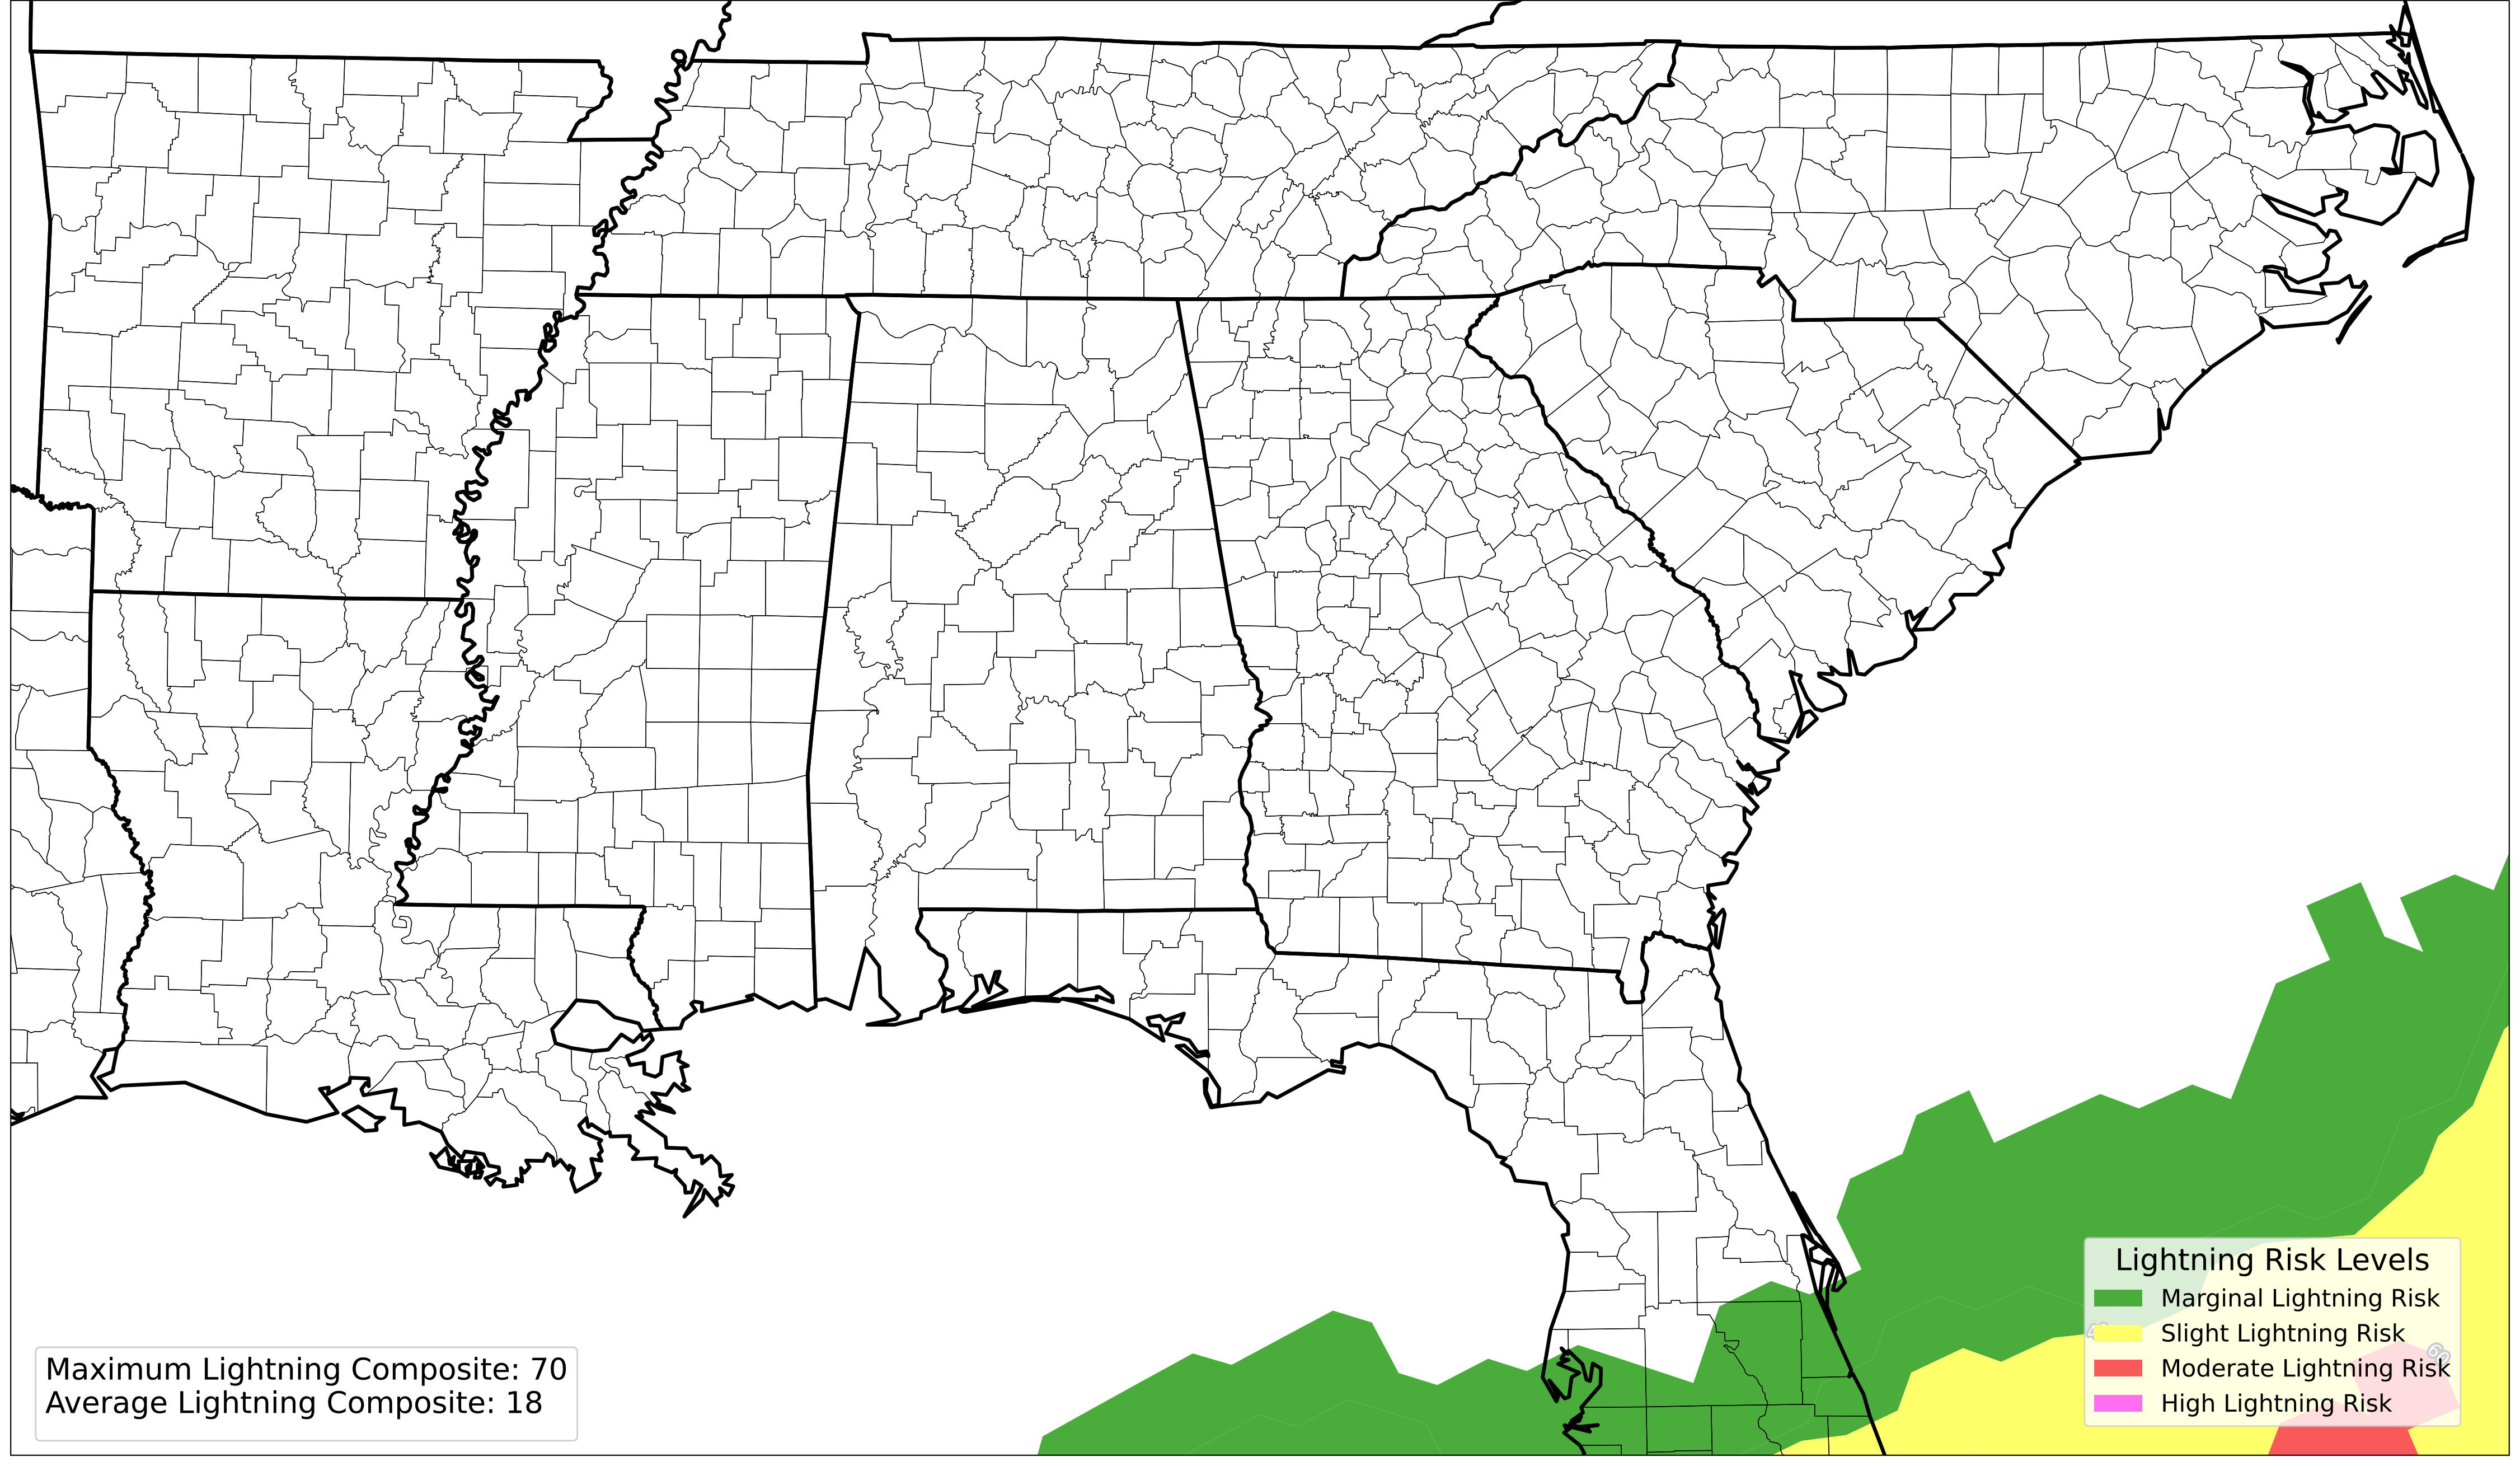 Maximum Lightning Composite: 70
Average Lightning Composite: 18
Lightning Risk Levels
Marginal Lightning Risk
Slight Lightning Risk
Moderate Lightning Risk
High Lightning Risk
60